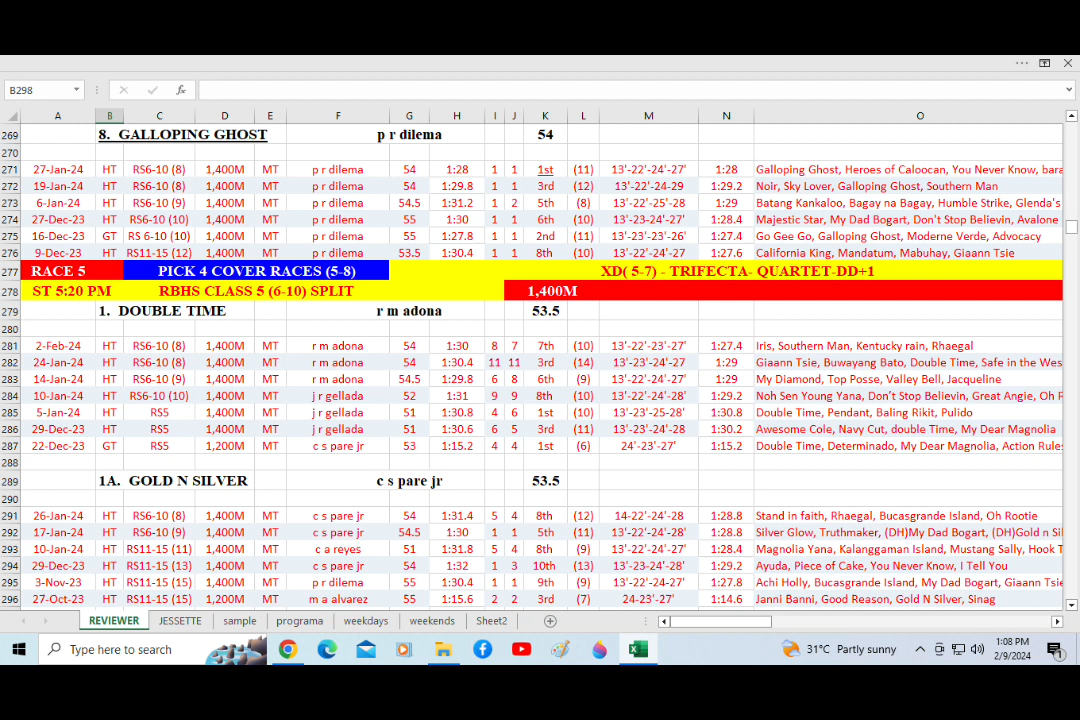 B298
fx
A B C D E F G H I J K L M N O
269 8. GALLOPING GHOST p r dilema 54
270
271 27-Jan-24 HT RS6-10 (8) 1,400M MT p r dilema 54 1:28 1 1 1st (11) 13'-22'-24'-27' 1:28 Galloping Ghost, Heroes of Caloocan, You Never Know, bara
272 19-Jan-24 HT RS6-10 (8) 1,400M MT p r dilema 54 1:29.8 1 1 3rd (12) 13'-22'-24-29 1:29.2 Noir, Sky Lover, Galloping Ghost, Southern Man
273 6-Jan-24 HT RS6-10 (9) 1,400M MT p r dilema 54.5 1:31.2 1 2 5th (8) 13'-22'-25'-28 1:29 Batang Kankaloo, Bagay na Bagay, Humble Strike, Glenda's
274 27-Dec-23 HT RS6-10 (10) 1,400M MT p r dilema 55 1:30 1 1 6th (10) 13'-23-24'-27' 1:28.4 Majestic Star, My Dad Bogart, Don't Stop Believin, Avalone
275 16-Dec-23 GT RS 6-10 (10) 1,400M MT p r dilema 55 1:27.8 1 1 2nd (11) 13'-23'-23'-26' 1:27.4 Go Gee Go, Galloping Ghost, Moderne Verde, Advocacy
276 9-Dec-23 HT RS11-15 (12) 1,400M MT p r dilema 53.5 1:30.4 1 1 8th (10) 13'-22'-24'-27 1:27.6 California King, Mandatum, Mabuhay, Giaann Tsie
277 RACE 5 PICK 4 COVER RACES (5-8) XD( 5-7) - TRIFECTA- QUARTET-DD+1
278 ST 5:20 PM RBHS CLASS 5 (6-10) SPLIT 1,400M
279 1. DOUBLE TIME r m adona 53.5
280
281 2-Feb-24 HT RS6-10 (8) 1,400M MT r m adona 54 1:30 8 7 7th (10) 13'-22'-23'-27' 1:27.4 Iris, Southern Man, Kentucky rain, Rhaegal
282 24-Jan-24 HT RS6-10 (8) 1,400M MT r m adona 54 1:30.4 11 11 3rd (14) 13'-23'-24'-27' 1:29 Giaann Tsie, Buwayang Bato, Double Time, Safe in the Wes
283 14-Jan-24 HT RS6-10 (9) 1,400M MT r m adona 54.5 1:29.8 6 8 6th (9) 13'-22'-24'-27' 1:29 My Diamond, Top Posse, Valley Bell, Jacqueline
284 10-Jan-24 HT RS6-10 (10) 1,400M MT j r gellada 52 1:31 9 9 8th (10) 13'-22'-24'-28' 1:29.2 Noh Sen Young Yana, Don't Stop Believin, Great Angie, Oh R
285 5-Jan-24 HT RS5 1,400M MT j r gellada 51 1:30.8 4 6 1st (10) 13'-23'-25'-28' 1:30.8 Double Time, Pendant, Baling Rikit, Pulido
286 29-Dec-23 HT RS5 1,400M MT j r gellada 51 1:30.6 6 5 3rd (11) 13'-23'-24'-28 1:30.2 Awesome Cole, Navy Cut, double Time, My Dear Magnolia
287 22-Dec-23 GT RS5 1,200M MT c s pare jr 53 1:15.2 4 4 1st (6) 24'-23'-27' 1:15.2 Double Time, Determinado, My Dear Magnolia, Action Rule
288
289 1A. GOLD N SILVER c s pare jr 53.5
290
291 26-Jan-24 HT RS6-10 (8) 1,400M MT c s pare jr 54 1:31.4 5 4 8th (12) 14-22'-24'-28' 1:28.8 Stand in faith, Rhaegal, Bucasgrande Island, Oh Rootie
292 17-Jan-24 HT RS6-10 (9) 1,400M MT c s pare jr 54.5 1:30 1 1 5th (11) 13'-22'-24'-28' 1:28.8 Silver Glow, Truthmaker, (DH)My Dad Bogart, (DH)Gold n Sil
293 10-Jan-24 HT RS11-15 (11) 1,400M MT c a reyes 51 1:31.8 5 4 8th (9) 13'-22'-24'-27' 1:28.4 Magnolia Yana, Kalanggaman Island, Mustang Sally, Hook T
294 29-Dec-23 HT RS11-15 (13) 1,400M MT c s pare jr 54 1:32 1 3 10th (13) 13'-23-24'-28' 1:29.2 Ayuda, Piece of Cake, You Never Know, I Tell You
295 3-Nov-23 HT RS11-15 (15) 1,400M MT p r dilema 55 1:30.4 1 1 9th (9) 13'-22'-24-27' 1:27.8 Achi Holly, Bucasgrande Island, My Dad Bogart, Giaann Tsie
296 27-Oct-23 HT RS11-15 (15) 1,200M MT m a alvarez 55 1:15.6 2 2 3rd (7) 24-23'-27' 1:14.6 Janni Banni, Good Reason, Gold N Silver, Sinag
REVIEWER JESSETTE sample programa weekdays weekends Sheet2
Type here to search 31°C Partly sunny 1:08 PM
2/9/2024